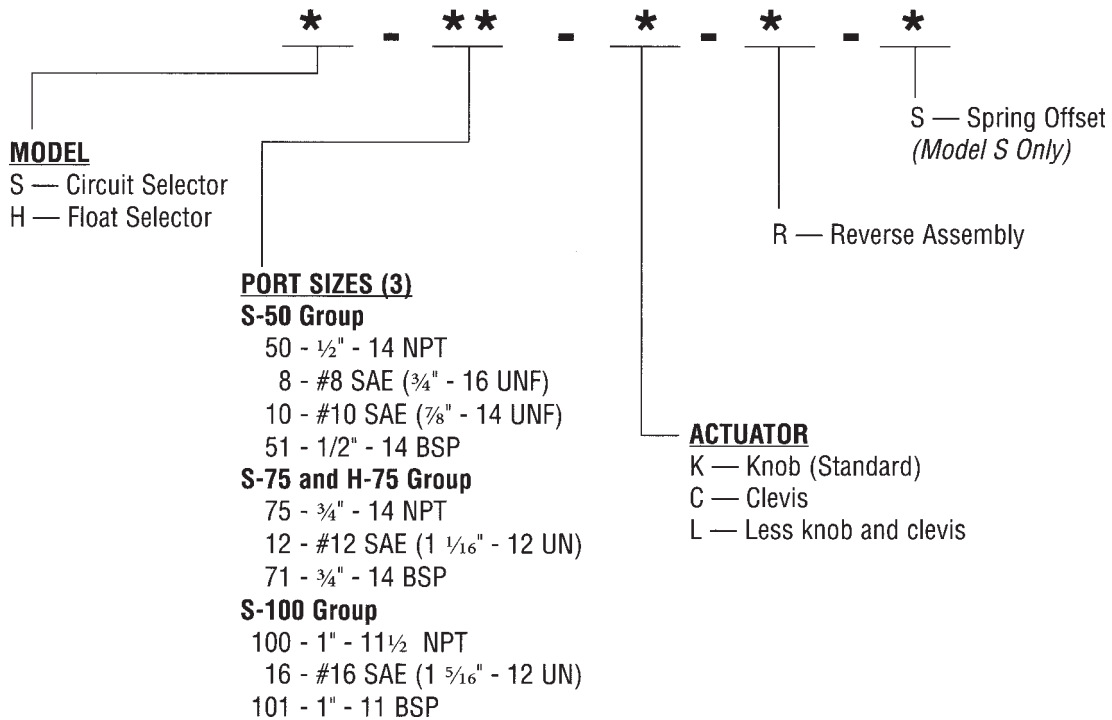 * - ** - * - * - *
S — Spring Offset
(Model S Only)
MODEL
S — Circuit Selector
H — Float Selector
R — Reverse Assembly
PORT SIZES (3)
S-50 Group
50 - ½" - 14 NPT
8 - #8 SAE (¾" - 16 UNF)
10 - #10 SAE (⅞" - 14 UNF)
51 - 1/2" - 14 BSP
S-75 and H-75 Group
75 - ¾" - 14 NPT
12 - #12 SAE (1 1/16" - 12 UN)
71 - ¾" - 14 BSP
S-100 Group
100 - 1" - 11½ NPT
16 - #16 SAE (1 5/16" - 12 UN)
101 - 1" - 11 BSP
ACTUATOR
K — Knob (Standard)
C — Clevis
L — Less knob and clevis